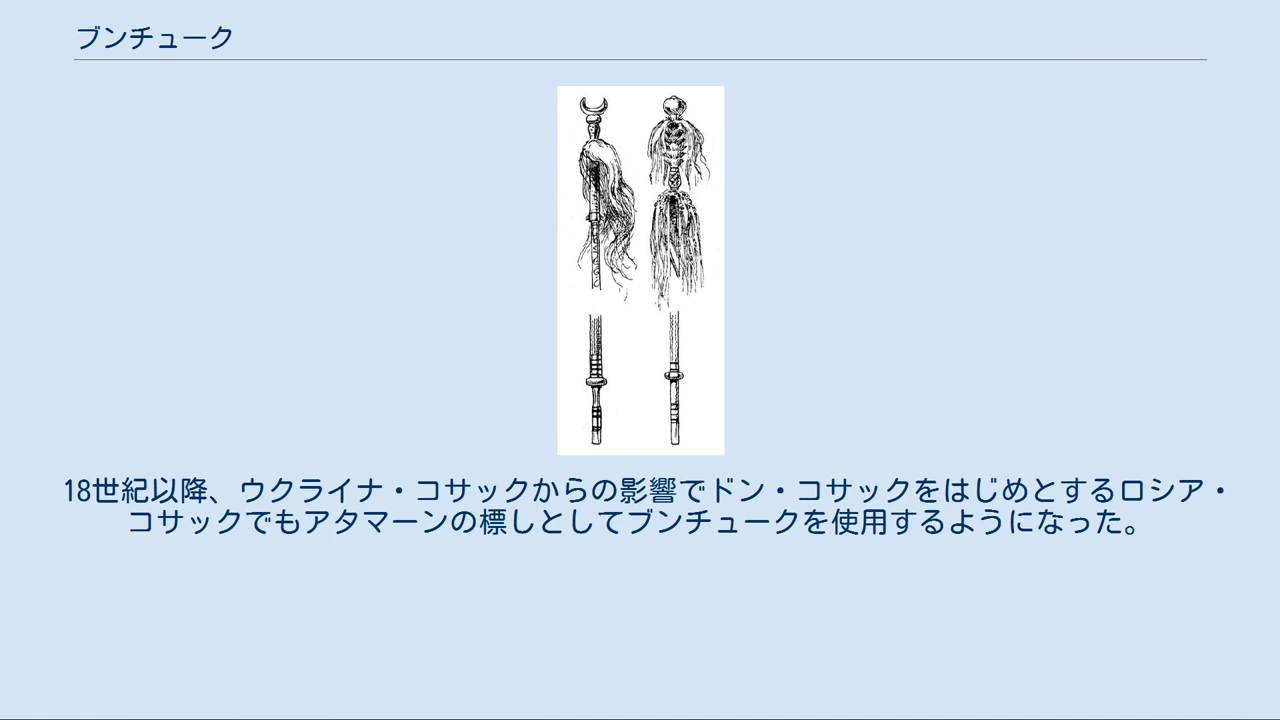 ブンチューク
18世紀以降、ウクライナ・コサックからの影響でドン・コサックをはじめとするロシア・
コサックでもアタマーンの標しとしてブンチュークを使用するようになった。